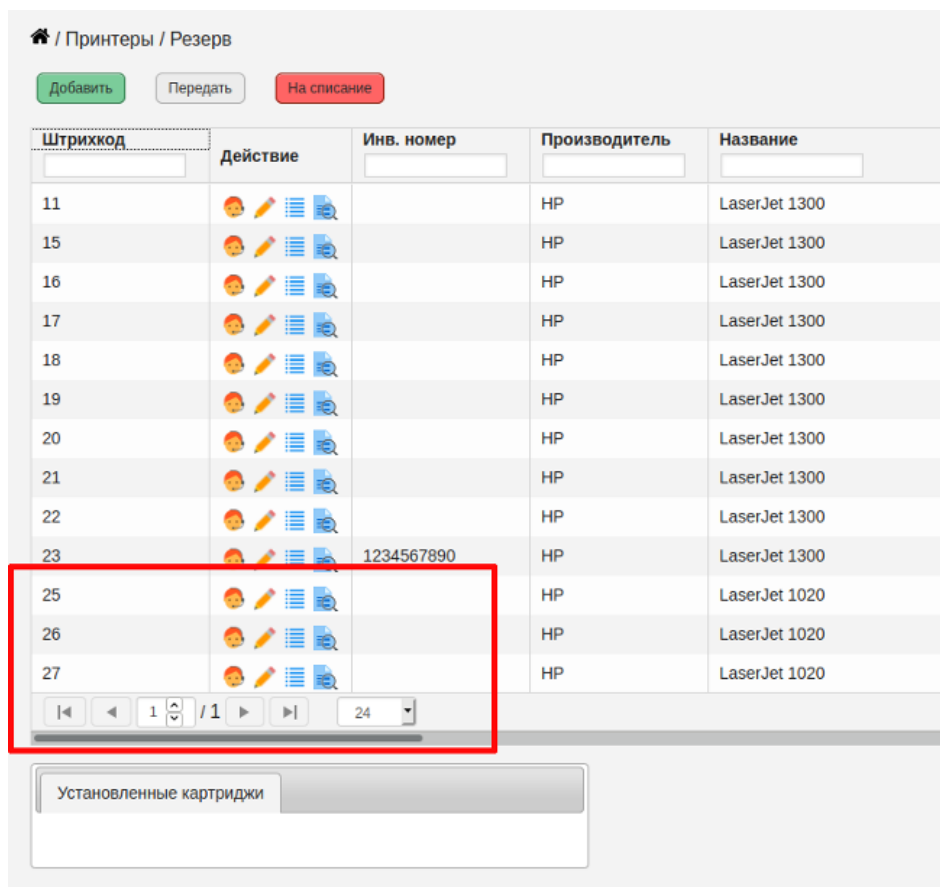 / Принтеры / Резерв
Добавить Передать На списание
Штрихкод Действие Инв. номер Производитель Название
11 HP LaserJet 1300
15 HP LaserJet 1300
16 HP LaserJet 1300
17 HP LaserJet 1300
18 HP LaserJet 1300
19 HP LaserJet 1300
20 HP LaserJet 1300
21 HP LaserJet 1300
22 HP LaserJet 1300
23 1234567890 HP LaserJet 1300
25 HP LaserJet 1020
26 HP LaserJet 1020
27 HP LaserJet 1020
1 / 1 24
Установленные картриджи